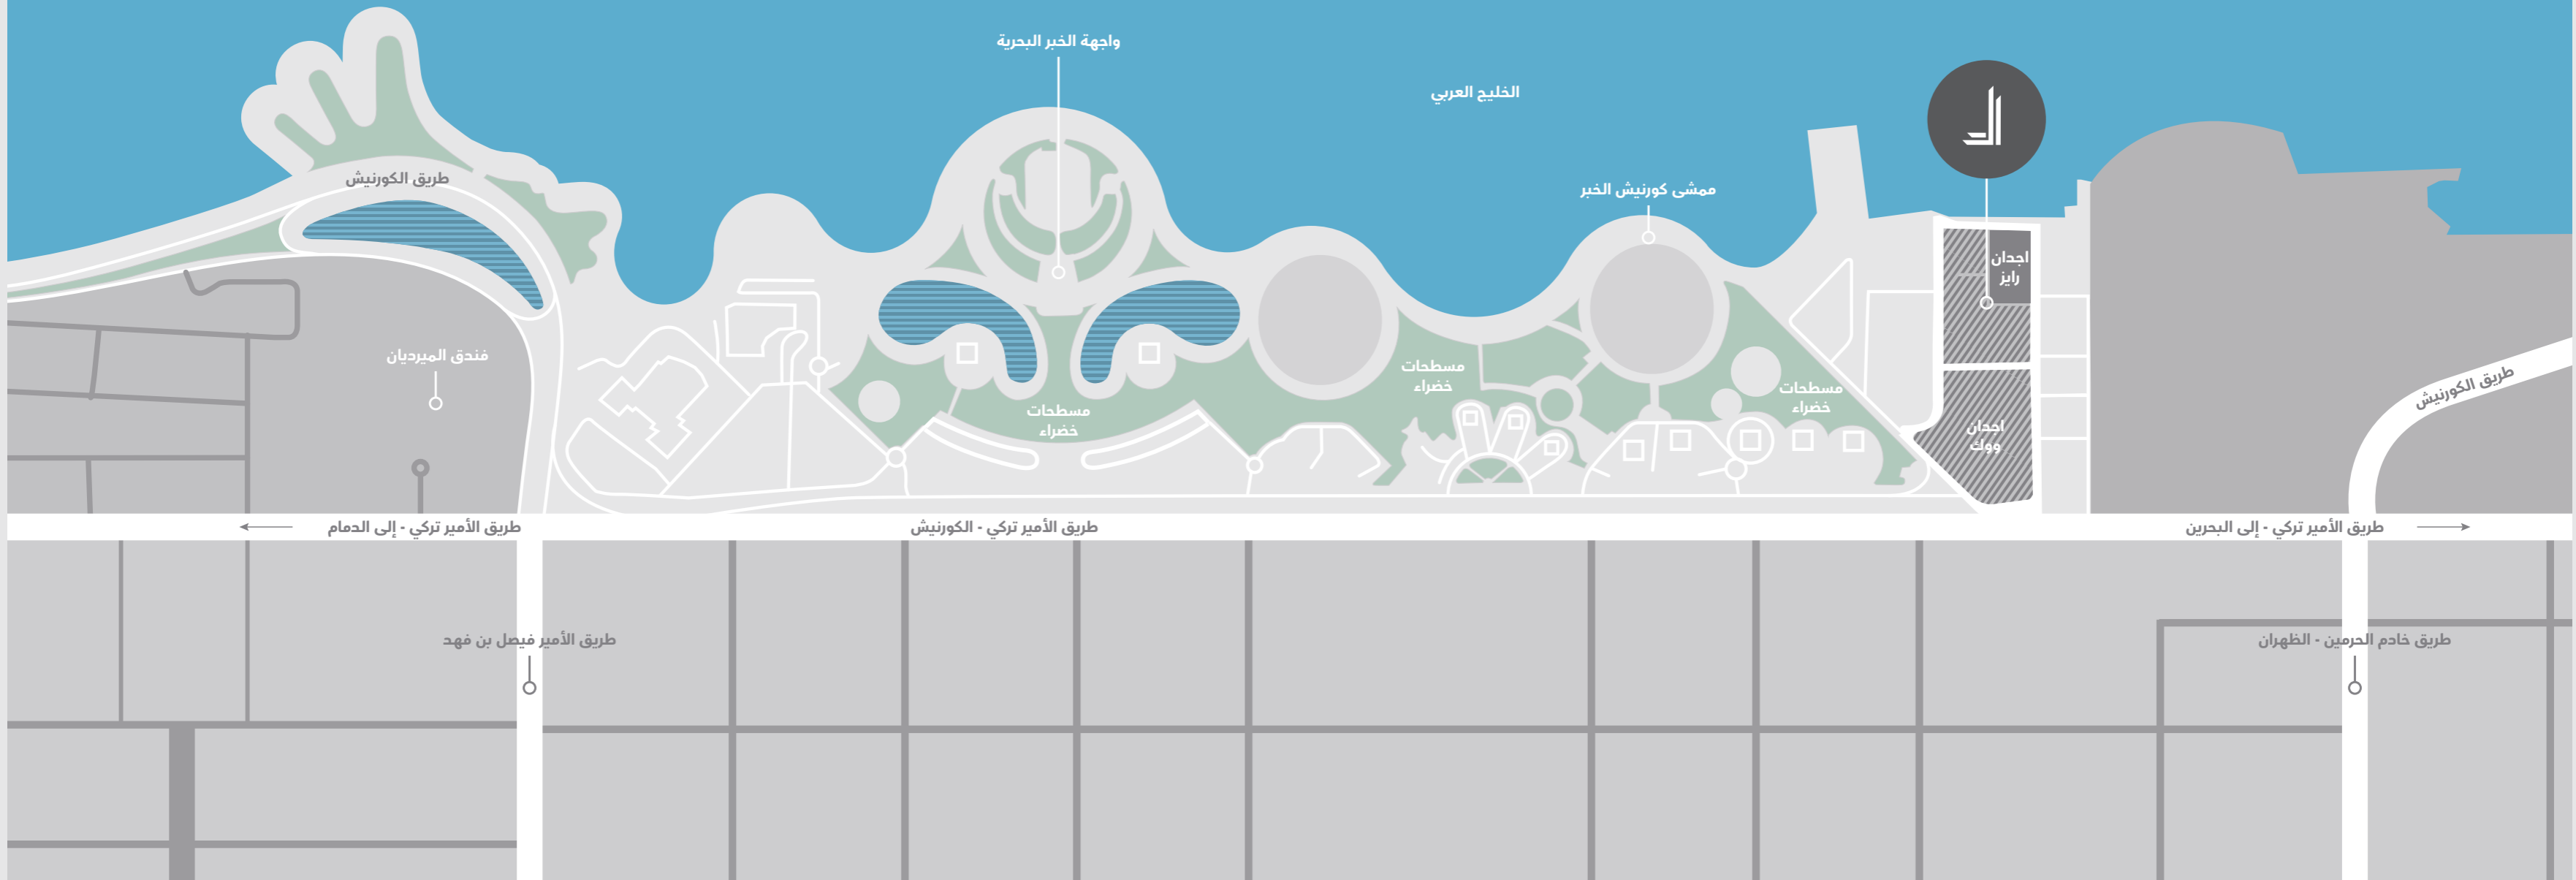 واجهة الخبر البحرية
الخليج العربي
ممشى كورنيش الخبر
طريق الكورنيش
اجدان
رايز
فندق الميرديان
مسطحات
خضراء
مسطحات
خضراء
مسطحات
خضراء
اجدان
ووك
طريق الكورنيش
طريق الأمير تركي - إلى البحرين
طريق الأمير تركي - الكورنيش
طريق الأمير تركي - إلى الدمام
طريق خادم الحرمين - الظهران
طريق الأمير فيصل بن فهد